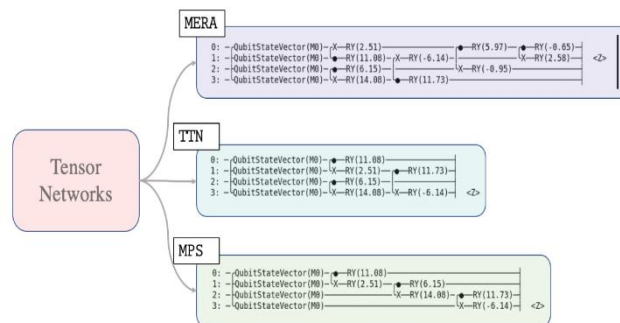 MERA
0: ─╭QubitStateVector(M0)─╭X──RY(2.51)──────────────╭●──RY(5.97)─╭●──RY(-0.65)─┤
1: ─├QubitStateVector(M0)─╰●──RY(11.08)─╭X──RY(-6.14)─│────────────╰X──RY(2.58)──┤ <Z>
2: ─├QubitStateVector(M0)─╭●──RY(6.15)──│─────────────╰X──RY(-0.95)──────────────┤
3: ─╰QubitStateVector(M0)─╰X──RY(14.08)─╰●──RY(11.73)────────────────────────────┤
Tensor
Networks
TTN
0: ─╭QubitStateVector(M0)─╭●──RY(11.08)────────────────┤
1: ─├QubitStateVector(M0)─╰X──RY(2.51)──╭●──RY(11.73)─┤
2: ─├QubitStateVector(M0)─╭●──RY(6.15)──│─────────────┤
3: ─╰QubitStateVector(M0)─╰X──RY(14.08)─╰X──RY(-6.14)─┤ <Z>
MPS
0: ─╭QubitStateVector(M0)─╭●──RY(11.08)───────────────────────────┤
1: ─├QubitStateVector(M0)─╰X──RY(2.51)──╭●──RY(6.15)──────────────┤
2: ─├QubitStateVector(M0)───────────────╰X──RY(14.08)─╭●──RY(11.73)─┤
3: ─╰QubitStateVector(M0)─────────────────────────────╰X──RY(-6.14)─┤ <Z>